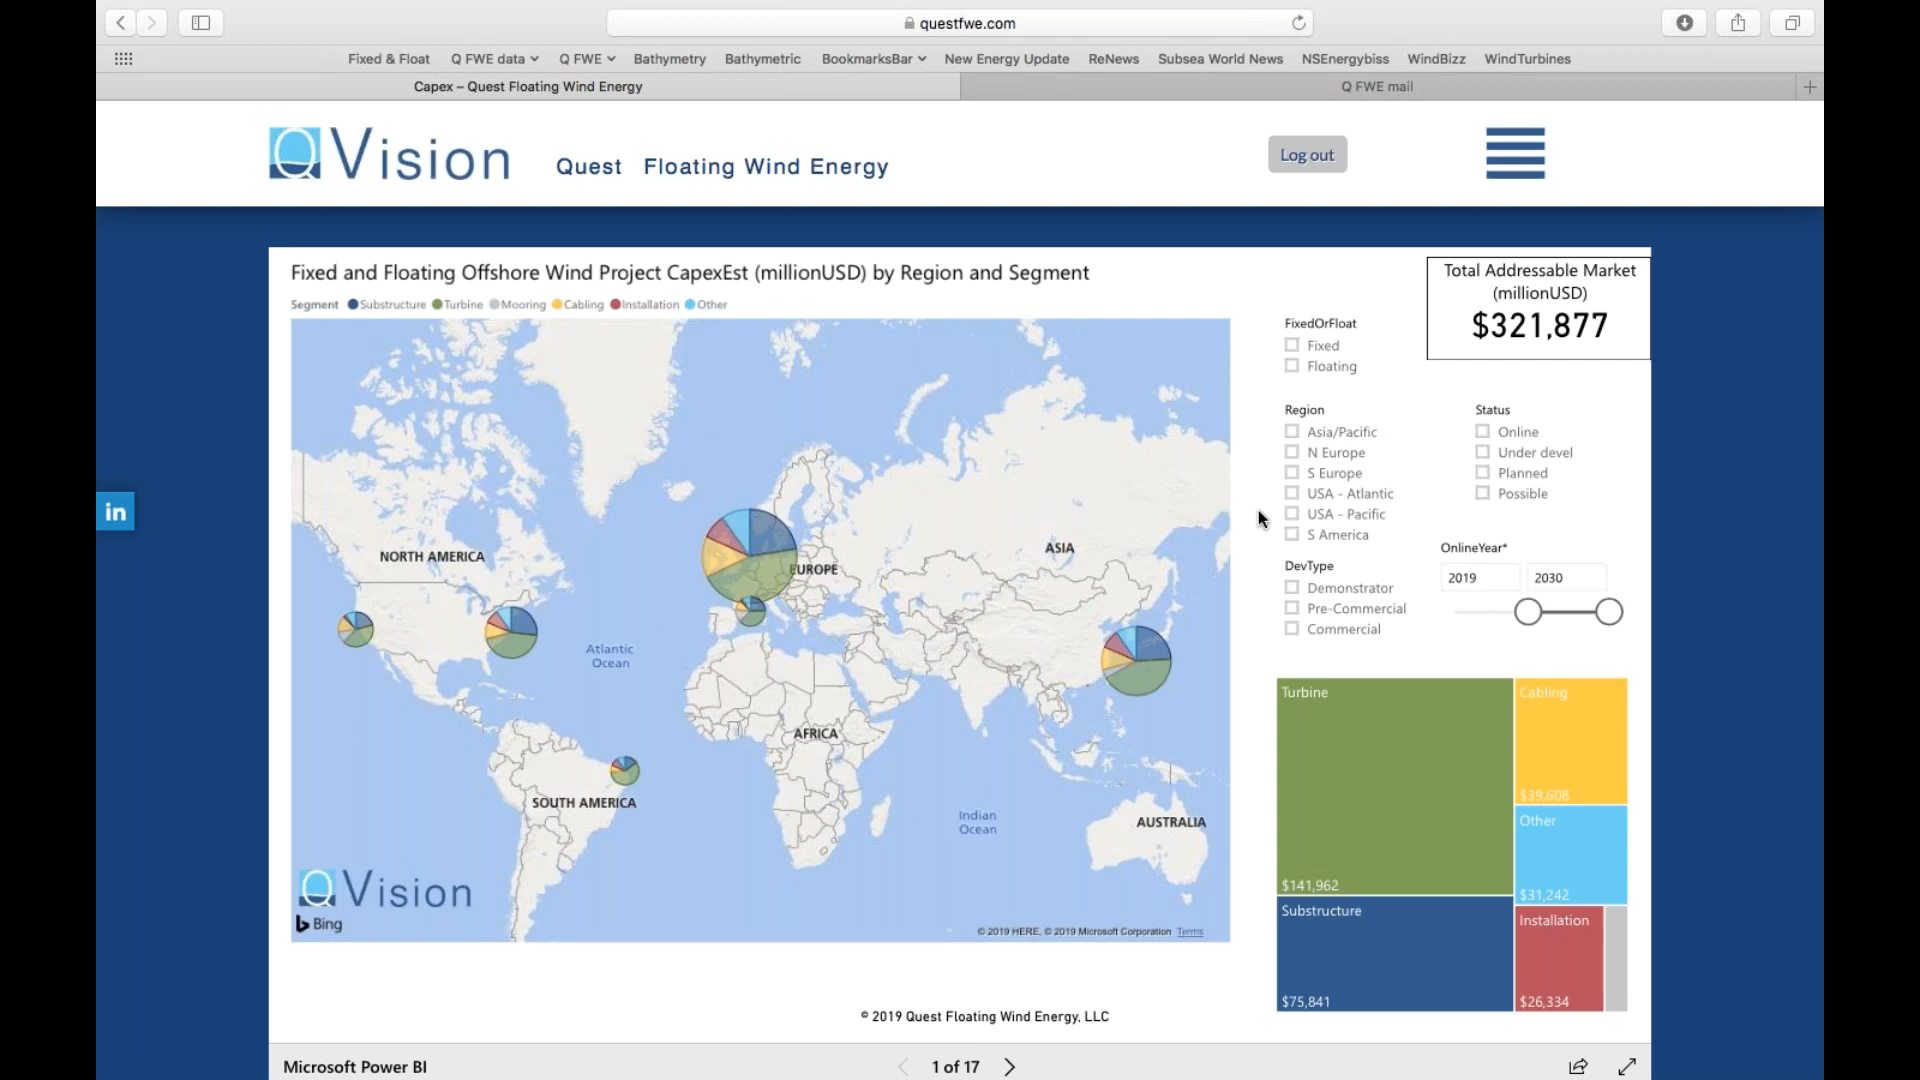 questfwe.com
Fixed & Float Q FWE data Q FWE Bathymetry Bathymetric BookmarksBar New Energy Update ReNews Subsea World News NSEnergybiss WindBizz WindTurbines
Capex – Quest Floating Wind Energy
Q FWE mail
QVision Quest Floating Wind Energy
Log out
in
Fixed and Floating Offshore Wind Project CapexEst (millionUSD) by Region and Segment
Segment Substructure Turbine Mooring Cabling Installation Other
Total Addressable Market
(millionUSD)
$321,877
FixedOrFloat
Fixed
Floating
Region
Asia/Pacific
N Europe
S Europe
USA - Atlantic
USA - Pacific
S America
Status
Online
Under devel
Planned
Possible
DevType
Demonstrator
Pre-Commercial
Commercial
OnlineYear*
2019 2030
NORTH AMERICA
EUROPE
ASIA
Atlantic
Ocean
AFRICA
SOUTH AMERICA
Indian
Ocean
AUSTRALIA
QVision
Bing
© 2019 HERE, © 2019 Microsoft Corporation Terms
Turbine
$141,962
Substructure
$75,841
Cabling
$39,608
Other
$31,242
Installation
$26,334
© 2019 Quest Floating Wind Energy, LLC
Microsoft Power BI
1 of 17